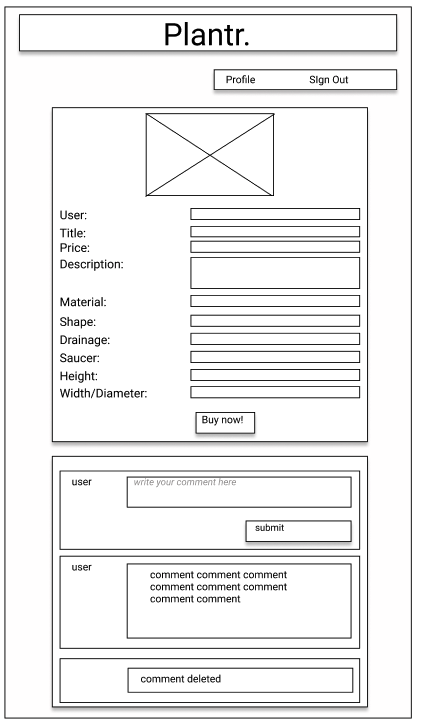 Plantr.
Profile
SIgn Out
User:
Title:
Price:
Description:
Material:
Shape:
Drainage:
Saucer:
Height:
Width/Diameter:
Buy now!
user
write your comment here
submit
user
comment comment comment
comment comment comment
comment comment
comment deleted